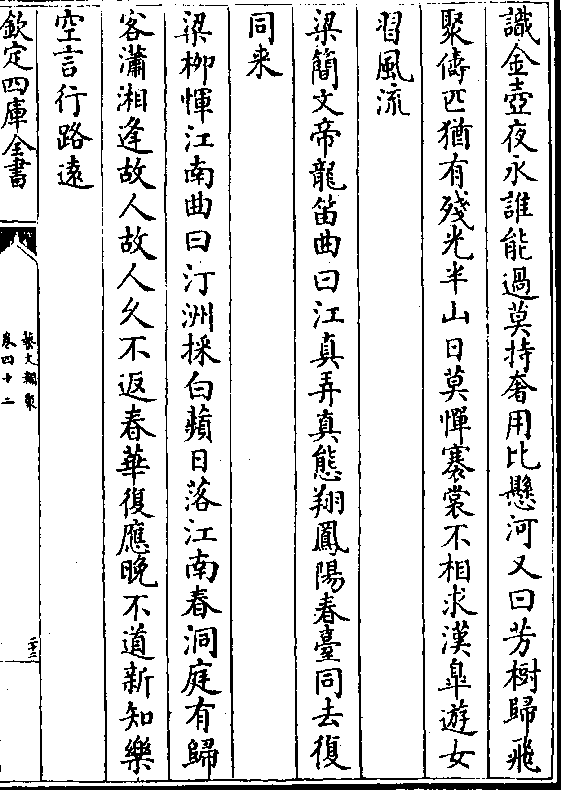 識金壺夜永誰能過莫持奢用比懸河又曰芳樹歸飛
聚儔匹猶有殘光半山日莫憚褰裳不相求漢臯遊女
習風流
梁簡文帝龍笛曲曰江真弄真態翔鳳陽春臺同去復
同来
梁柳惲江南曲曰汀洲採白蘋日落江南春洞庭有歸
客瀟湘逢故人故人久不返春華復應晚不道新知樂
空言行路遠
欽定四庫全書
藝文類聚
卷四十二
二十三